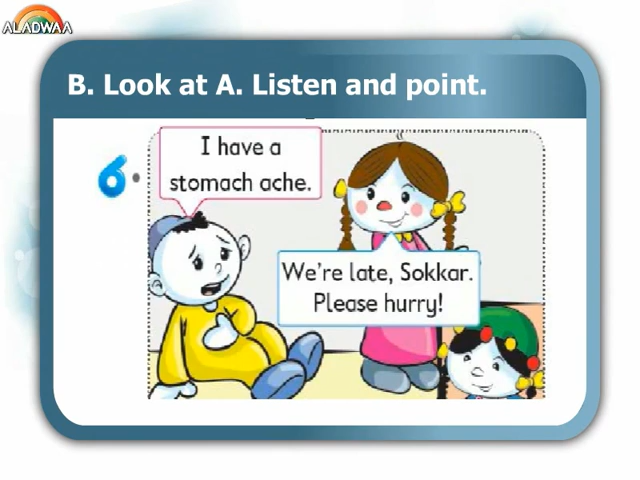 ALADWAA
B. Look at A. Listen and point.
6.
I have a
stomach ache.
We're late, Sokkar.
Please hurry!